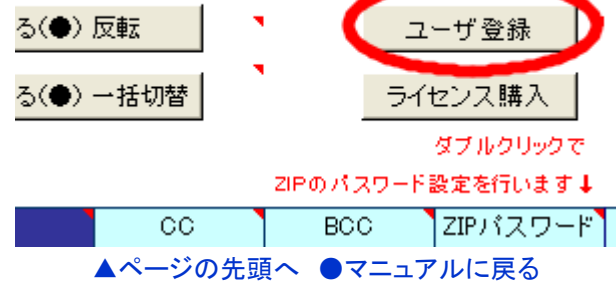 る(●) 反転 ユーザ登録
る(●) 一括切替 ライセンス購入
ダブルクリックで
ZIPのパスワード設定を行います⬇
CC BCC ZIPパスワード
▲ページの先頭へ ●マニュアルに戻る